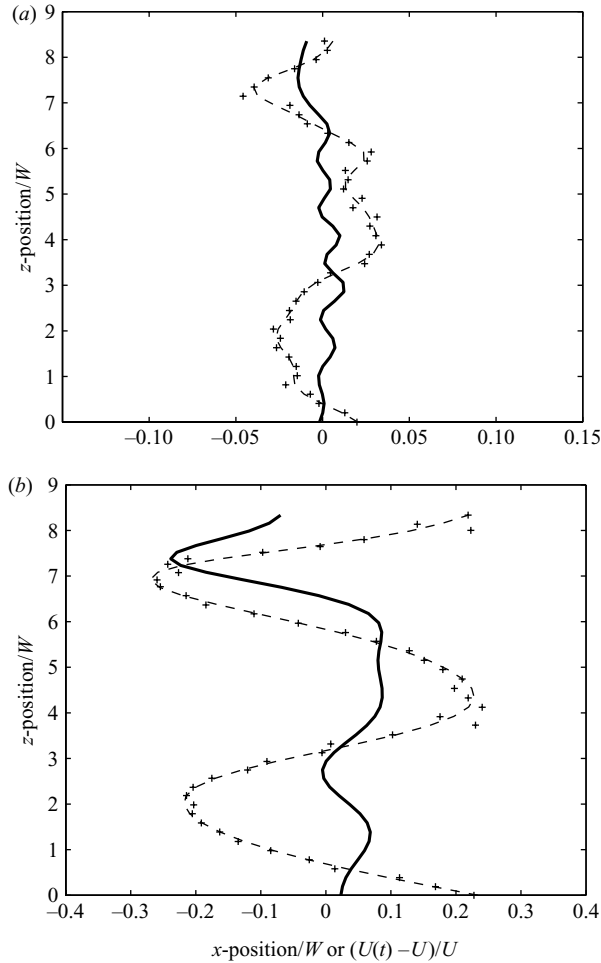 (a)
9
8
7
6
5
4
3
2
1
0
z-position/W
–0.10 –0.05 0 0.05 0.10 0.15
(b)
9
8
7
6
5
4
3
2
1
0
z-position/W
–0.4 –0.3 –0.2 –0.1 0 0.1 0.2 0.3 0.4
x-position/W or (U(t) –U)/U